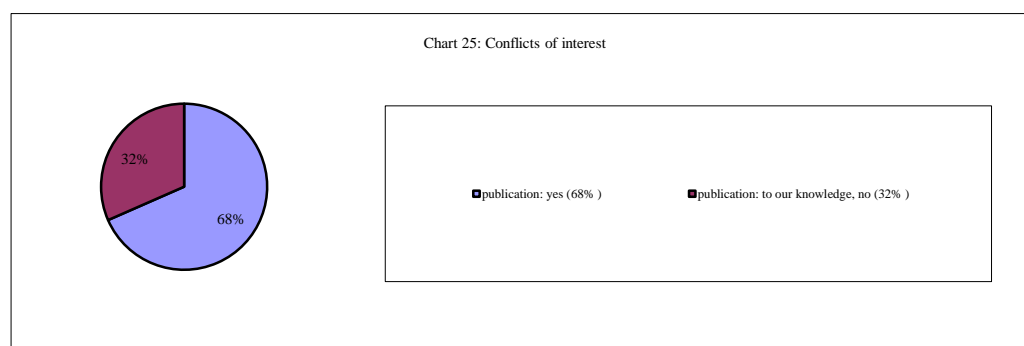 Chart 25: Conflicts of interest
32%
68%
publication: yes (68% )
publication: to our knowledge, no (32% )